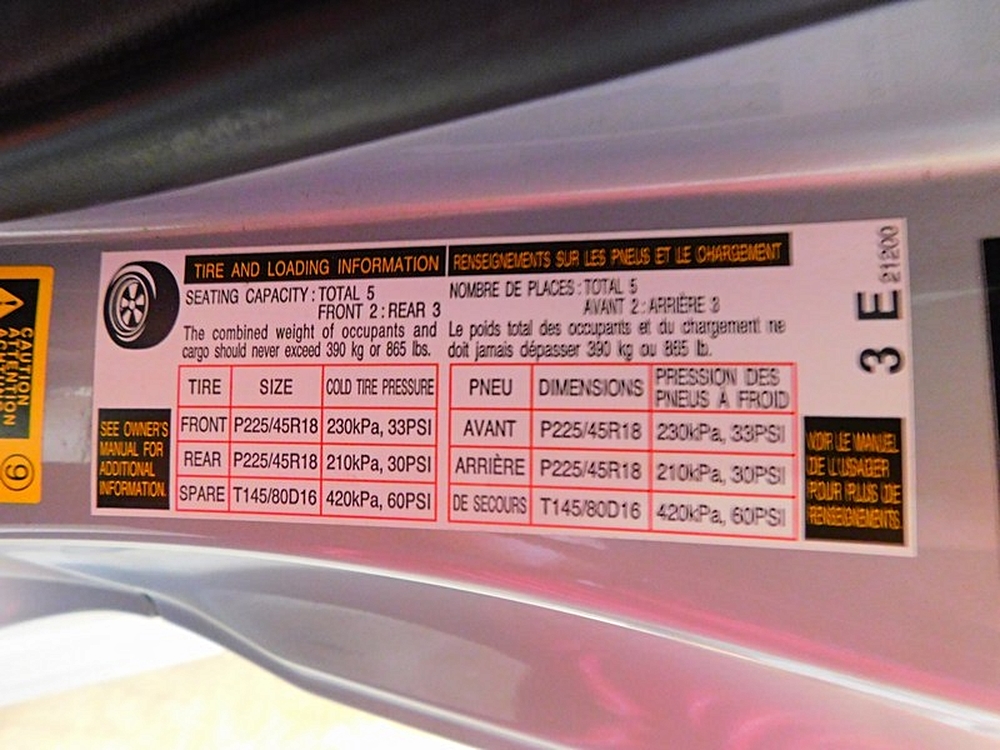 TIRE AND LOADING INFORMATION
SEATING CAPACITY : TOTAL 5
FRONT 2 : REAR 3
The combined weight of occupants and
cargo should never exceed 390 kg or 865 lbs.
TIRE SIZE COLD TIRE PRESSURE
FRONT P225/45R18 230kPa, 33PSI
REAR P225/45R18 210kPa, 30PSI
SPARE T145/80D16 420kPa, 60PSI
SEE OWNER'S
MANUAL FOR
ADDITIONAL
INFORMATION.
RENSEIGNEMENTS SUR LES PNEUS ET LE CHARGEMENT
NOMBRE DE PLACES : TOTAL 5
AVANT 2 : ARRIÈRE 3
Le poids total des occupants et du chargement ne
doit jamais dépasser 390 kg ou 865 lb.
PNEU DIMENSIONS PRESSION DES
PNEUS À FROID
AVANT P225/45R18 230kPa, 33PSI
ARRIÈRE P225/45R18 210kPa, 30PSI
DE SECOURS T145/80D16 420kPa, 60PSI
VOIR LE MANUEL
DE L'USAGER
POUR PLUS DE
RENSEIGNEMENTS.
3 E 21200
CAUTION
ATTENTION
9